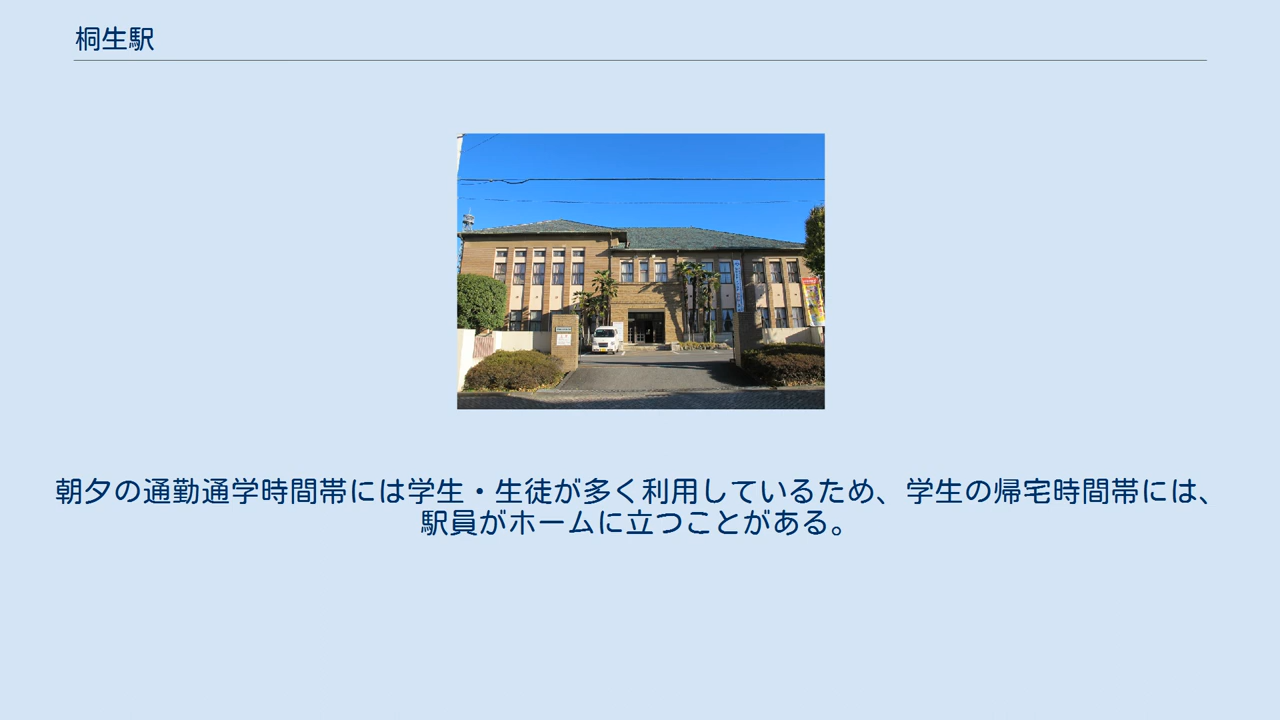 桐生駅
朝夕の通勤通学時間帯には学生・生徒が多く利用しているため、学生の帰宅時間帯には、
駅員がホームに立つことがある。